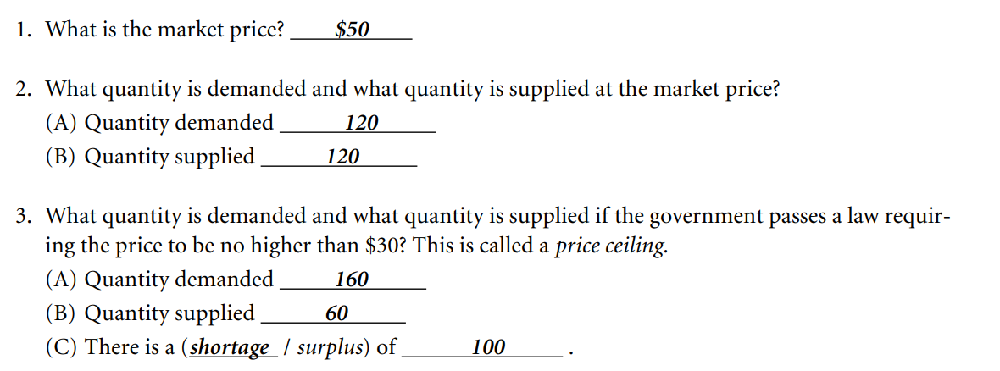 1. What is the market price? $50
2. What quantity is demanded and what quantity is supplied at the market price?
(A) Quantity demanded 120
(B) Quantity supplied 120
3. What quantity is demanded and what quantity is supplied if the government passes a law requir-
ing the price to be no higher than $30? This is called a price ceiling.
(A) Quantity demanded 160
(B) Quantity supplied 60
(C) There is a (shortage / surplus) of 100.